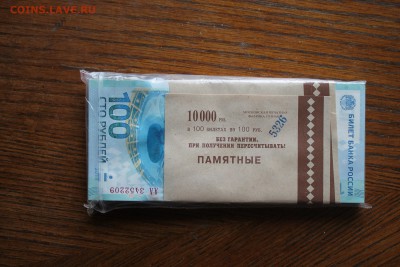 COINS.LAVE.RU
100
СТО РУБЛЕЙ
АА 3452209
10000 руб.
в 100 билетах по 100 руб.
БЕЗ ГАРАНТИИ.
ПРИ ПОЛУЧЕНИИ ПЕРЕСЧИТЫВАТЬ!
ПАМЯТНЫЕ
5326
БИЛЕТ БАНКА РОССИИ